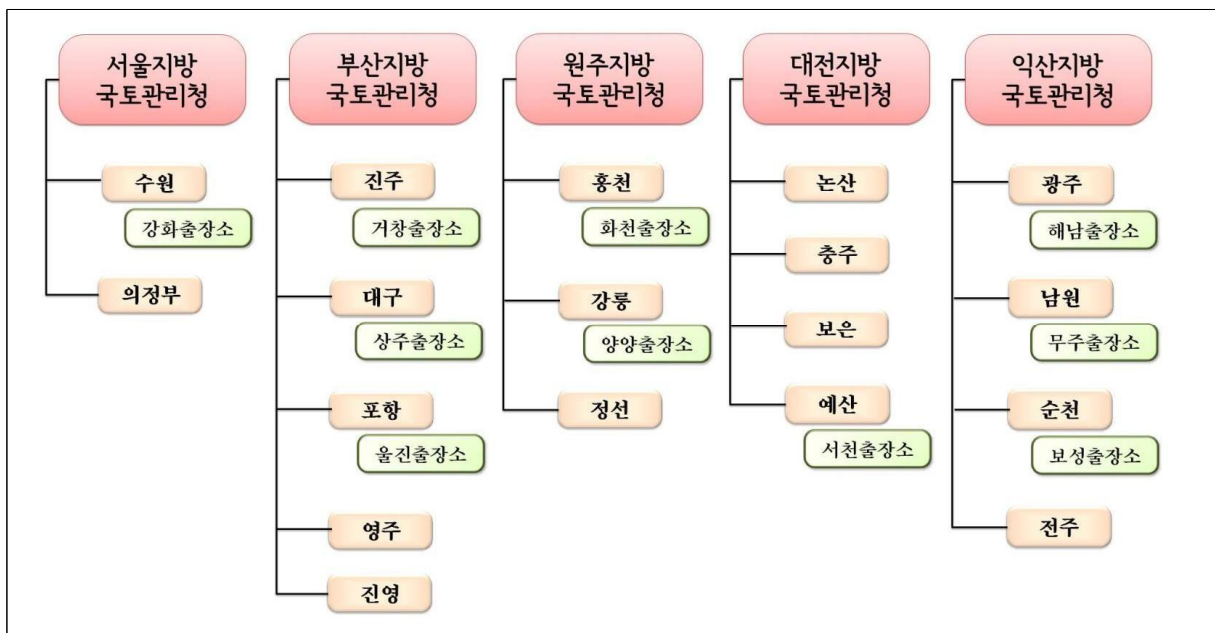 서울지방
국토관리청
수원
강화출장소
의정부
부산지방
국토관리청
진주
거창출장소
대구
상주출장소
포항
울진출장소
영주
진영
원주지방
국토관리청
홍천
화천출장소
강릉
양양출장소
정선
대전지방
국토관리청
논산
충주
보은
예산
서천출장소
익산지방
국토관리청
광주
해남출장소
남원
무주출장소
순천
보성출장소
전주